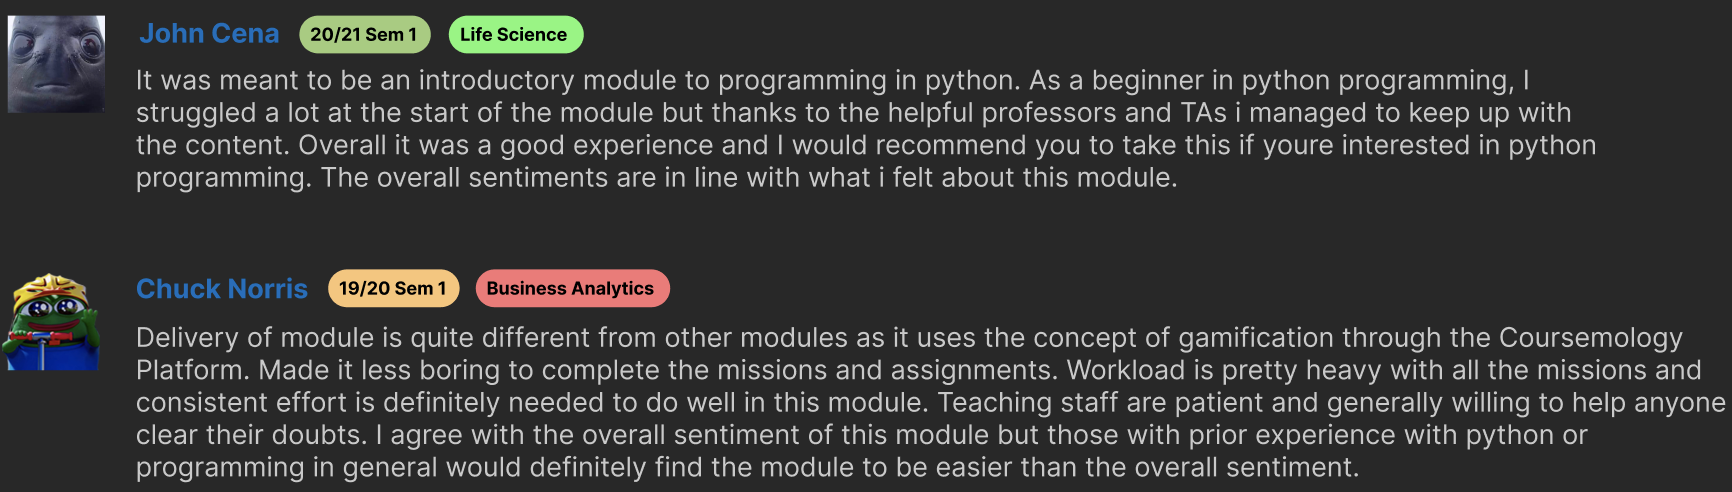 John Cena 20/21 Sem 1 Life Science
It was meant to be an introductory module to programming in python. As a beginner in python programming, I
struggled a lot at the start of the module but thanks to the helpful professors and TAs i managed to keep up with
the content. Overall it was a good experience and I would recommend you to take this if youre interested in python
programming. The overall sentiments are in line with what i felt about this module.
Chuck Norris 19/20 Sem 1 Business Analytics
Delivery of module is quite different from other modules as it uses the concept of gamification through the Coursemology
Platform. Made it less boring to complete the missions and assignments. Workload is pretty heavy with all the missions and
consistent effort is definitely needed to do well in this module. Teaching staff are patient and generally willing to help anyone
clear their doubts. I agree with the overall sentiment of this module but those with prior experience with python or
programming in general would definitely find the module to be easier than the overall sentiment.